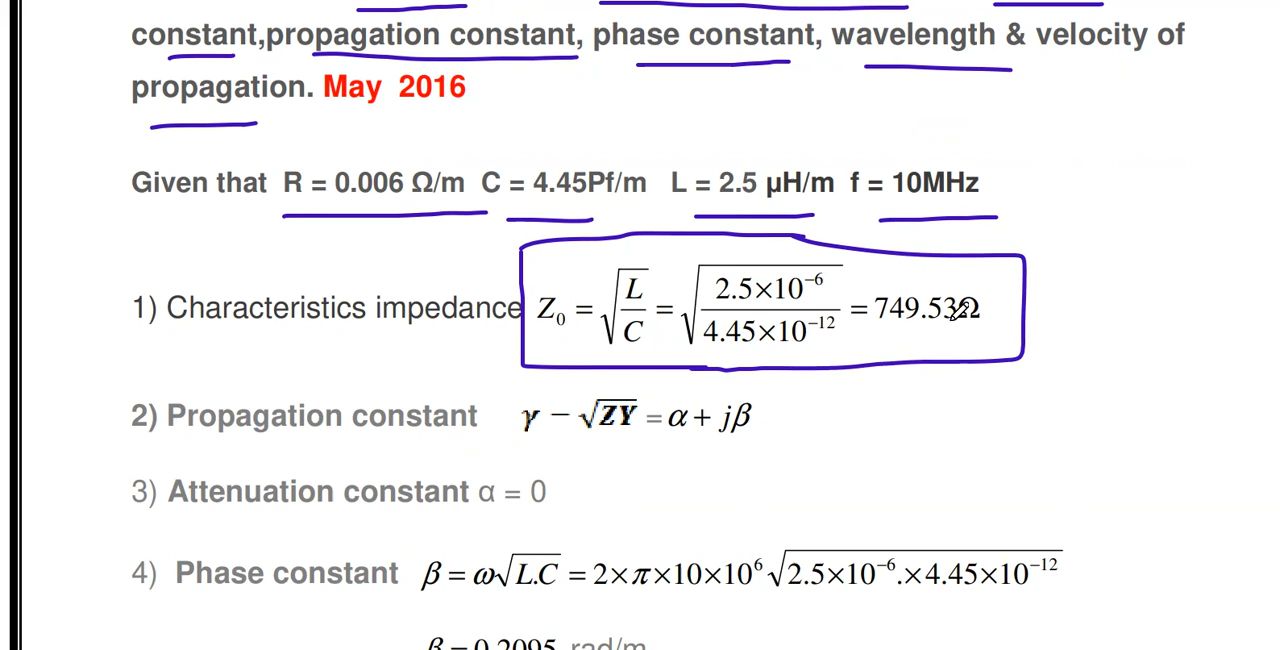 constant,propagation constant, phase constant, wavelength & velocity of
propagation. May 2016
Given that R = 0.006 Ω/m C = 4.45Pf/m L = 2.5 µH/m f = 10MHz
1) Characteristics impedance Z₀ = √(L/C) = √(2.5×10⁻⁶/4.45×10⁻¹²) = 749.53Ω
2) Propagation constant γ − √ZY = α + jβ
3) Attenuation constant α = 0
4) Phase constant β = ω√L.C = 2×π×10×10⁶√2.5×10⁻⁶.×4.45×10⁻¹²
β = 0.2095 rad/m